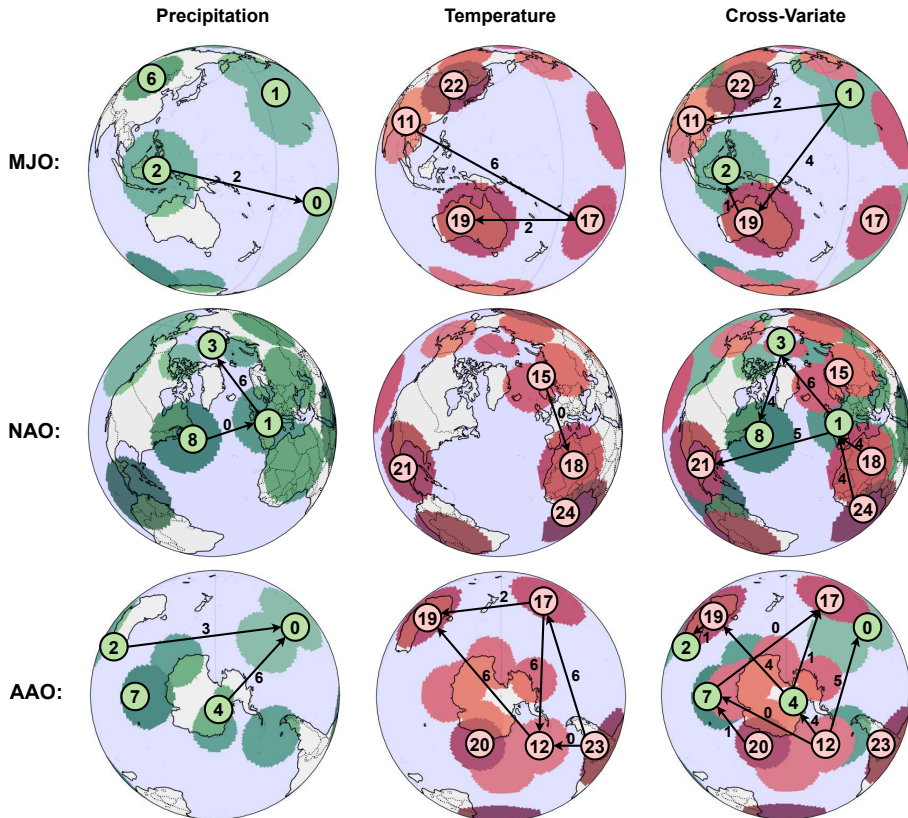 Precipitation Temperature Cross-Variate
MJO:
6 1 2 2 0
22 11 6 17 2 19
22 1 2 11 4 2 1 19 17
NAO:
3 6 1 0 8
15 0 18 21 24
3 15 6 4 1 8 5 4 18 21 4 24
AAO:
0 3 2 7 6 4
17 2 19 6 6 6 20 12 0 23
17 19 0 0 2 1 4 1 5 7 4 0 4 1 20 12 23